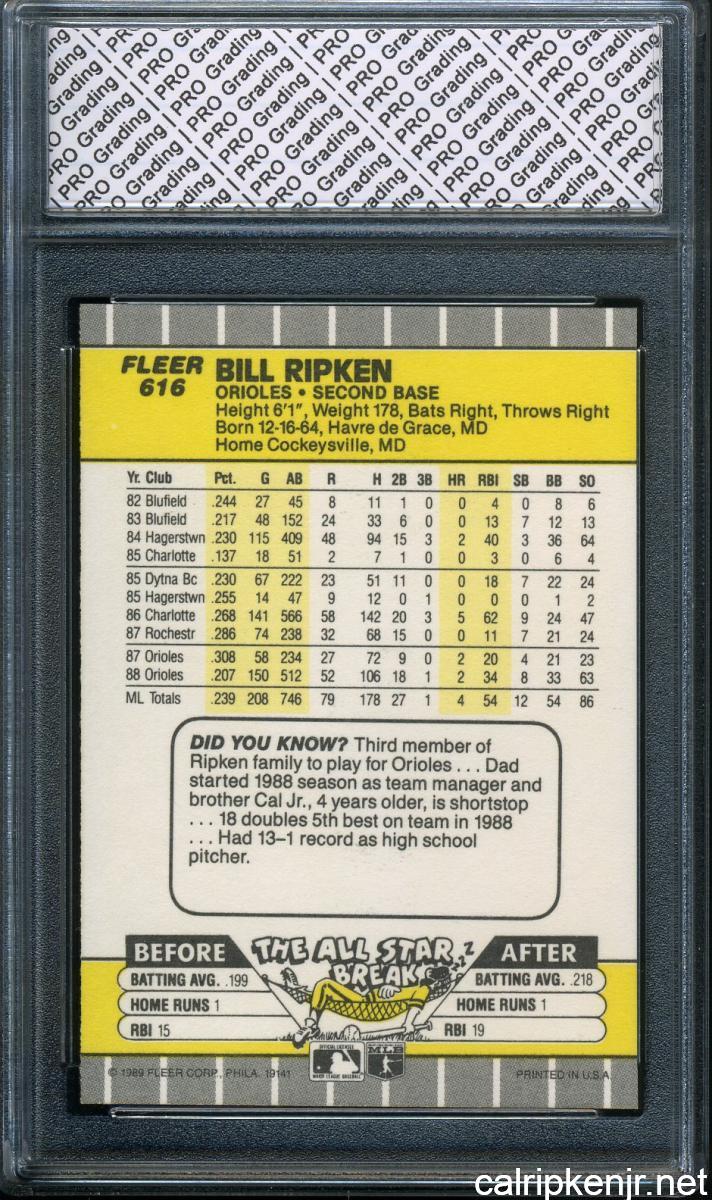 PRO Grading | PRO Grading | PRO Grading | PRO Grading
FLEER BILL RIPKEN
616 ORIOLES • SECOND BASE
Height 6'1", Weight 178, Bats Right, Throws Right
Born 12-16-64, Havre de Grace, MD
Home Cockeysville, MD
Yr. Club Pct. G AB R H 2B 3B HR RBI SB BB SO
82 Blufield .244 27 45 8 11 1 0 0 4 0 8 6
83 Blufield .217 48 152 24 33 6 0 0 13 7 12 13
84 Hagerstwn .230 115 409 48 94 15 3 2 40 3 36 64
85 Charlotte .137 18 51 2 7 1 0 0 3 0 6 4
85 Dytna Bc .230 67 222 23 51 11 0 0 18 7 22 24
85 Hagerstwn .255 14 47 9 12 0 1 0 0 0 1 2
86 Charlotte .268 141 566 58 142 20 3 5 62 9 24 47
87 Rochestr .286 74 238 32 68 15 0 0 11 7 21 24
87 Orioles .308 58 234 27 72 9 0 2 20 4 21 23
88 Orioles .207 150 512 52 106 18 1 2 34 8 33 63
ML Totals .239 208 746 79 178 27 1 4 54 12 54 86
DID YOU KNOW? Third member of
Ripken family to play for Orioles . . . Dad
started 1988 season as team manager and
brother Cal Jr., 4 years older, is shortstop
. . . 18 doubles 5th best on team in 1988
. . . Had 13–1 record as high school
pitcher.
BEFORE THE ALL STAR BREAK zzz AFTER
BATTING AVG. .199 BATTING AVG. .218
HOME RUNS 1 HOME RUNS 1
RBI 15 RBI 19
OFFICIAL LICENSEE MLB
MAJOR LEAGUE BASEBALL
© 1989 FLEER CORP., PHILA. 19141 PRINTED IN U.S.A.
calripkenjr.net